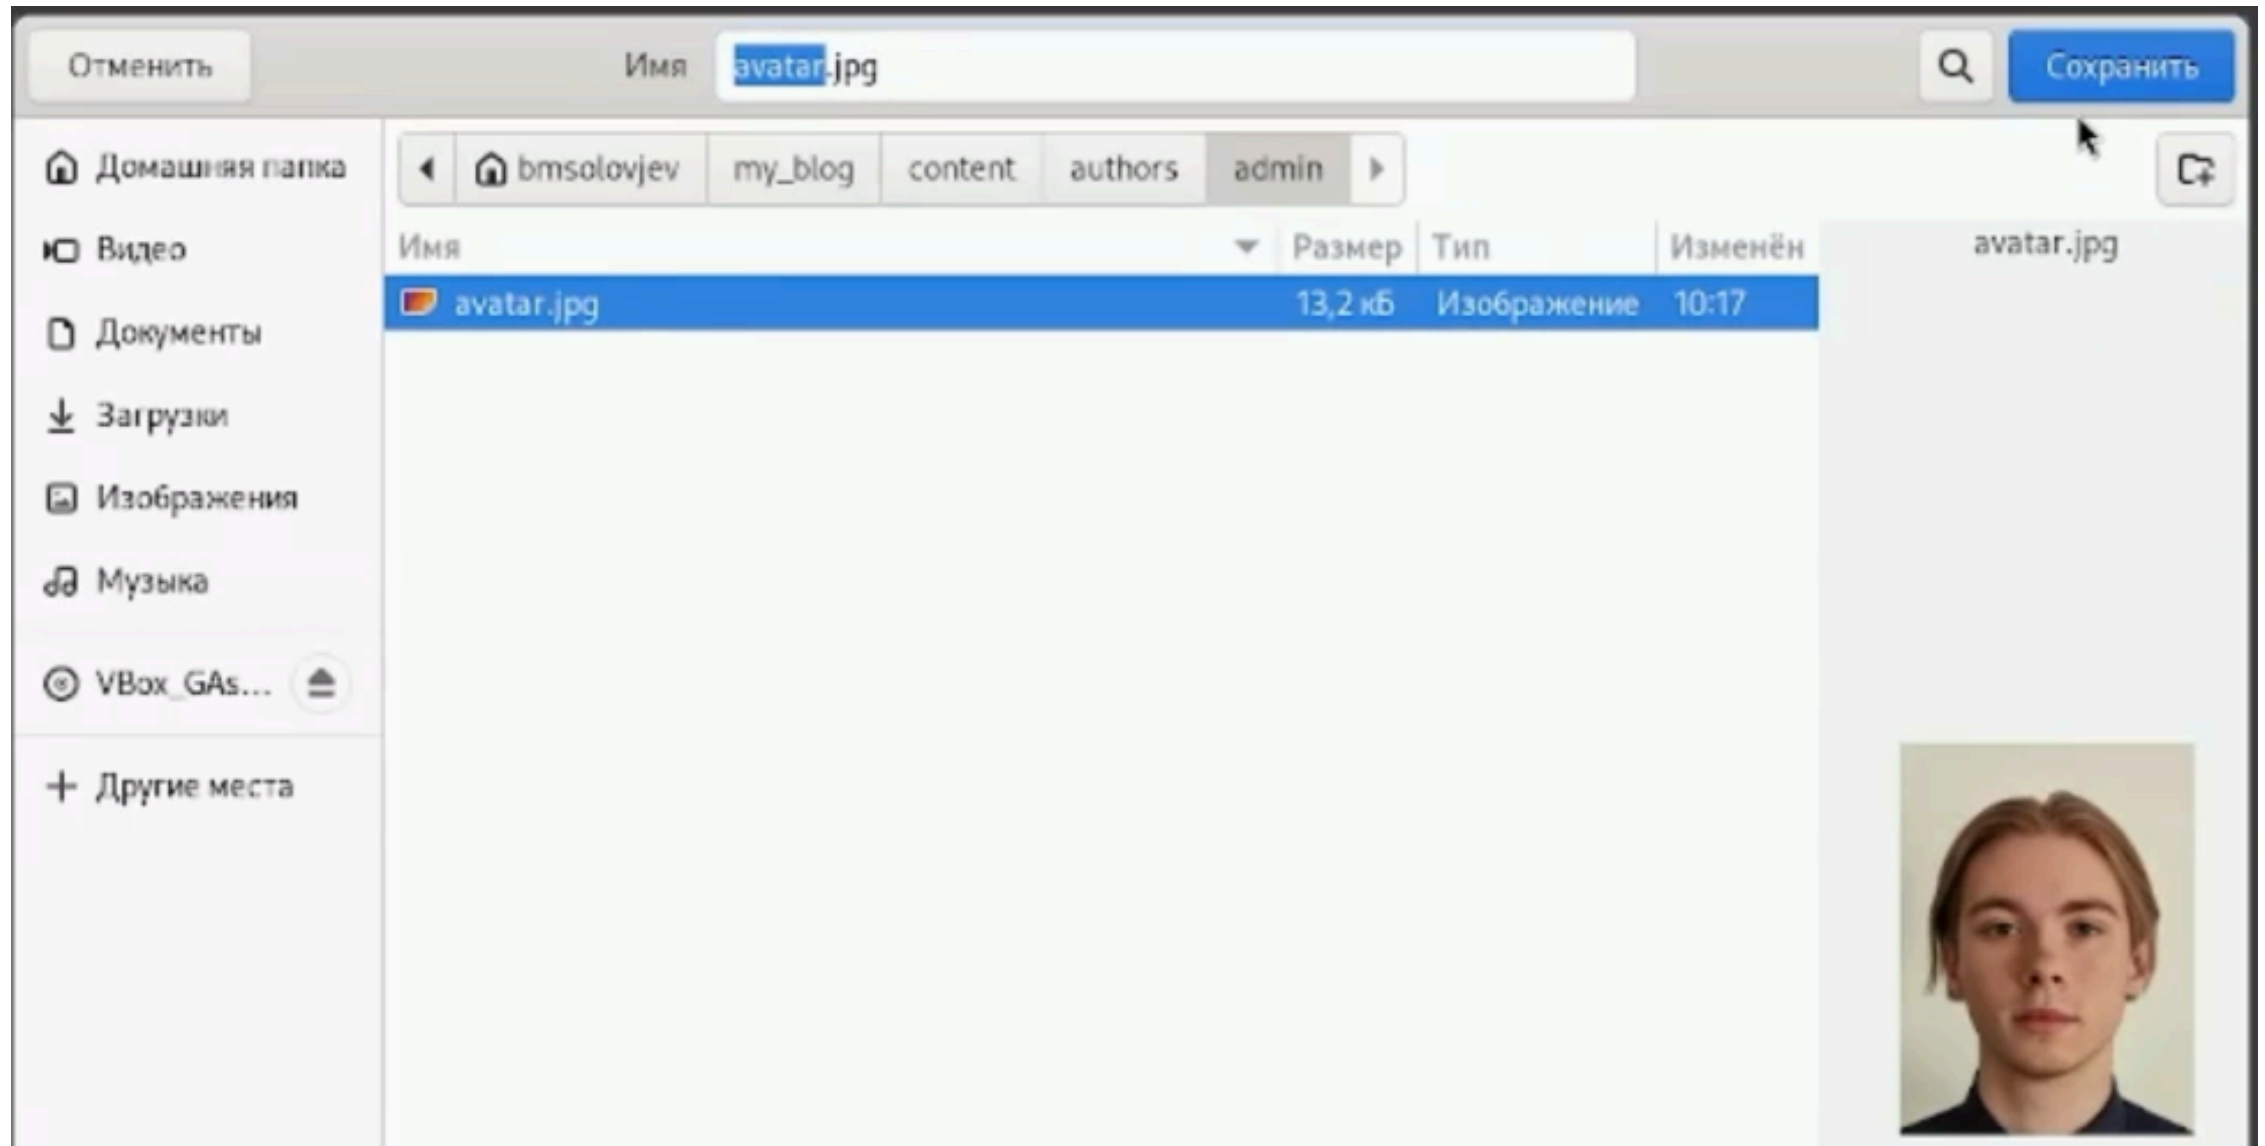 Отменить Имя avatar.jpg Сохранить
bmsolovjev my_blog content authors admin
Домашняя папка
Видео
Документы
Загрузки
Изображения
Музыка
VBox_GAs...
Другие места
Имя Размер Тип Изменён
avatar.jpg 13,2 кБ Изображение 10:17
avatar.jpg